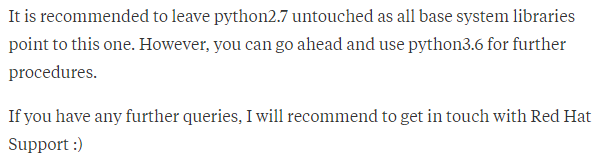 It is recommended to leave python2.7 untouched as all base system libraries
point to this one. However, you can go ahead and use python3.6 for further
procedures.
If you have any further queries, I will recommend to get in touch with Red Hat
Support :)